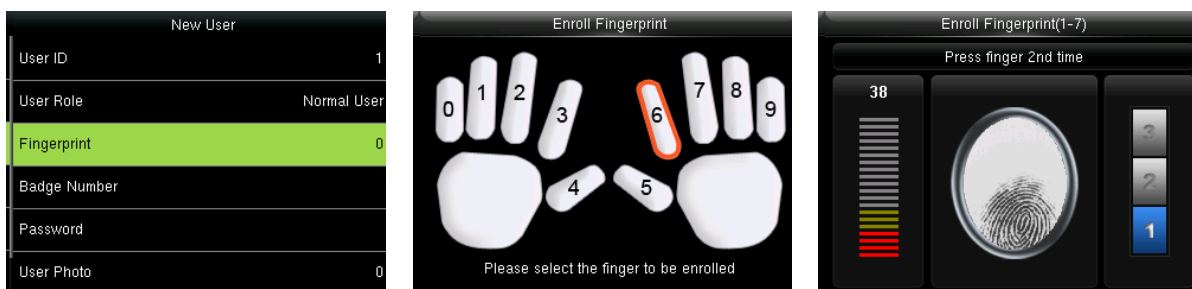 New User
User ID 1
User Role Normal User
Fingerprint 0
Badge Number
Password
User Photo 0
Enroll Fingerprint
0 1 2 3 6 7 8 9
4 5
Please select the finger to be enrolled
Enroll Fingerprint(1-7)
Press finger 2nd time
38
3
2
1